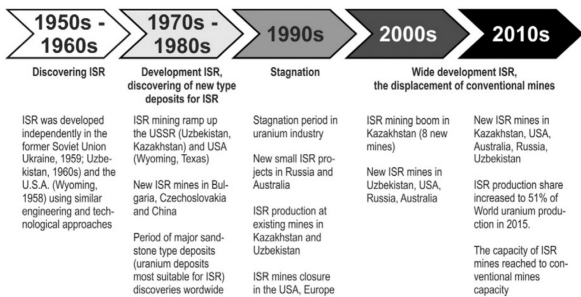 1950s -
1960s
1970s -
1980s
1990s
2000s
2010s
Discovering ISR
Development ISR,
discovering of new type
deposits for ISR
Stagnation
Wide development ISR,
the displacement of conventional mines
ISR was developed
independently in the
former Soviet Union
Ukraine, 1959; Uzbe-
kistan, 1960s) and the
U.S.A. (Wyoming,
1958) using similar
engineering and tech-
nological approaches
ISR mining ramp up
the USSR (Uzbekistan,
Kazakhstan) and USA
(Wyoming, Texas)
New ISR mines in Bul-
garia, Czechoslovakia
and China
Period of major sand-
stone type deposits
(uranium deposits
most suitable for ISR)
discoveries wordwide
Stagnation period in
uranium industry
New small ISR pro-
jects in Russia and
Australia
ISR production at
existing mines in
Kazakhstan and
Uzbekistan
ISR mines closure
in the USA, Europe
ISR mining boom in
Kazakhstan (8 new
mines)
New ISR mines in
Uzbekistan, USA,
Russia, Australia
New ISR mines in
Kazakhstan, USA,
Australia, Russia,
Uzbekistan
ISR production share
increased to 51% of
World uranium produ-
ction in 2015.
The capacity of ISR
mines reached to con-
ventional mines
capacity